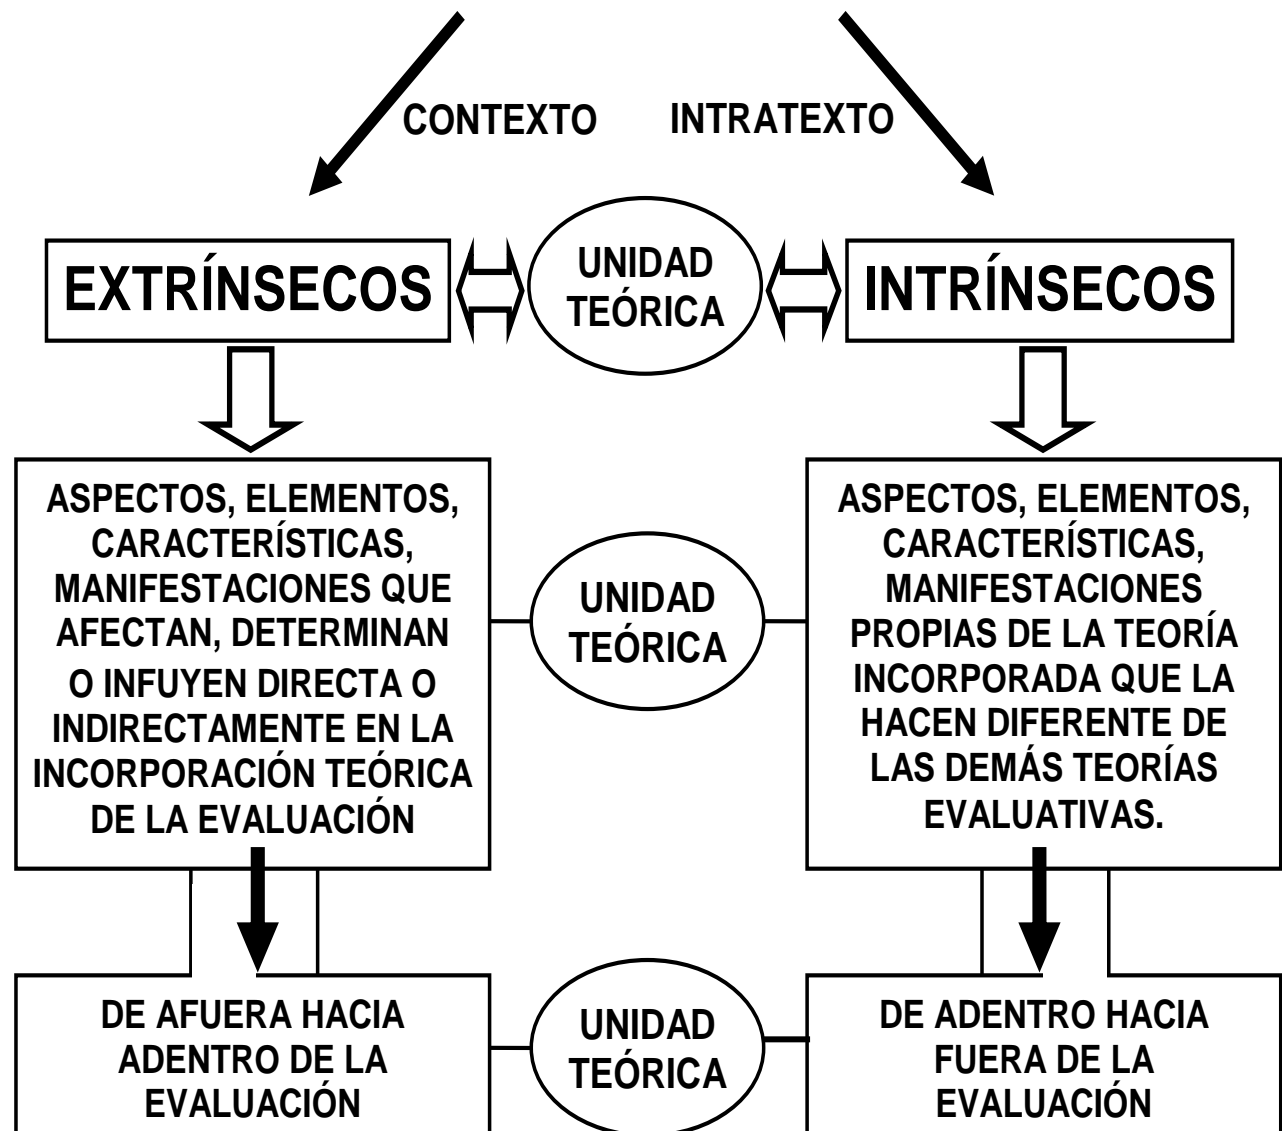 CONTEXTO
INTRATEXTO
EXTRÍNSECOS
UNIDAD
TEÓRICA
INTRÍNSECOS
ASPECTOS, ELEMENTOS,
CARACTERÍSTICAS,
MANIFESTACIONES QUE
AFECTAN, DETERMINAN
O INFUYEN DIRECTA O
INDIRECTAMENTE EN LA
INCORPORACIÓN TEÓRICA
DE LA EVALUACIÓN
UNIDAD
TEÓRICA
ASPECTOS, ELEMENTOS,
CARACTERÍSTICAS,
MANIFESTACIONES
PROPIAS DE LA TEORÍA
INCORPORADA QUE LA
HACEN DIFERENTE DE
LAS DEMÁS TEORÍAS
EVALUATIVAS.
DE AFUERA HACIA
ADENTRO DE LA
EVALUACIÓN
UNIDAD
TEÓRICA
DE ADENTRO HACIA
FUERA DE LA
EVALUACIÓN